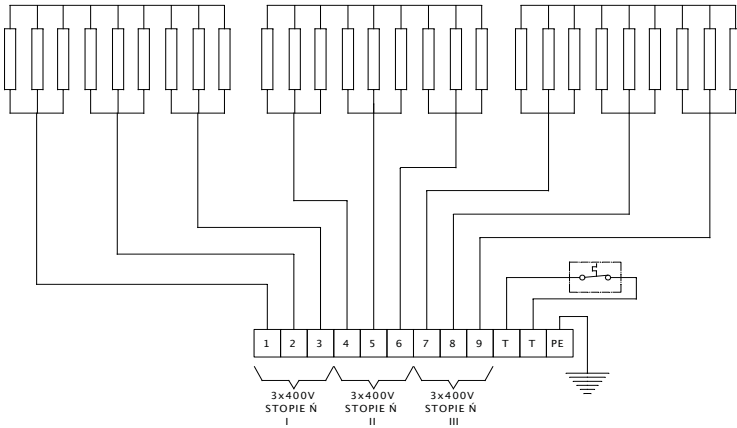 1 2 3 4 5 6 7 8 9 T T PE
3x400V 3x400V 3x400V
STOPIE Ń STOPIE Ń STOPIE Ń
I II III